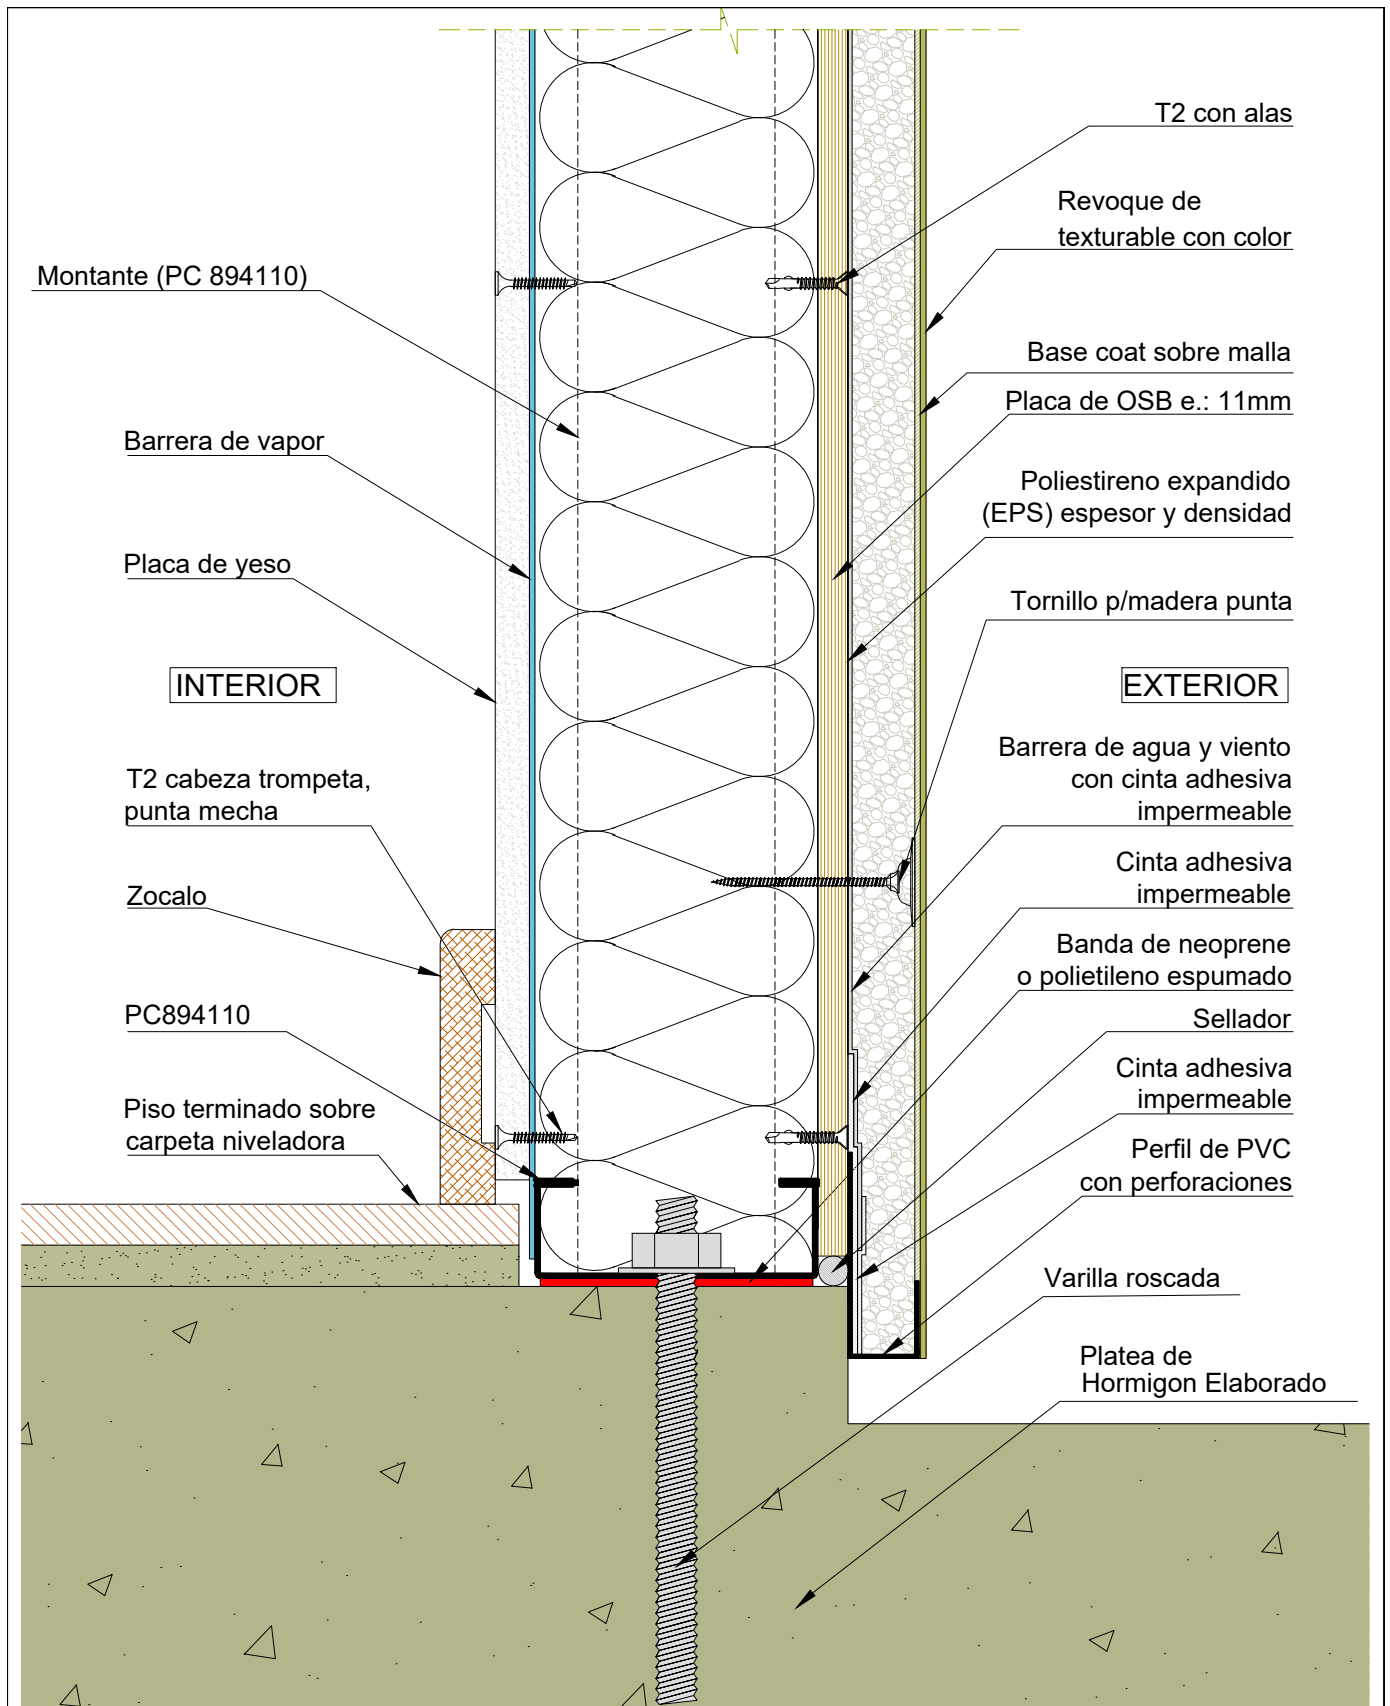 Montante (PC 894110)
Barrera de vapor
Placa de yeso
INTERIOR
T2 cabeza trompeta,
punta mecha
Zocalo
PC894110
Piso terminado sobre
carpeta niveladora
T2 con alas
Revoque de
texturable con color
Base coat sobre malla
Placa de OSB e.: 11mm
Poliestireno expandido
(EPS) espesor y densidad
Tornillo p/madera punta
EXTERIOR
Barrera de agua y viento
con cinta adhesiva
impermeable
Cinta adhesiva
impermeable
Banda de neoprene
o polietileno espumado
Sellador
Cinta adhesiva
impermeable
Perfil de PVC
con perforaciones
Varilla roscada
Platea de
Hormigon Elaborado